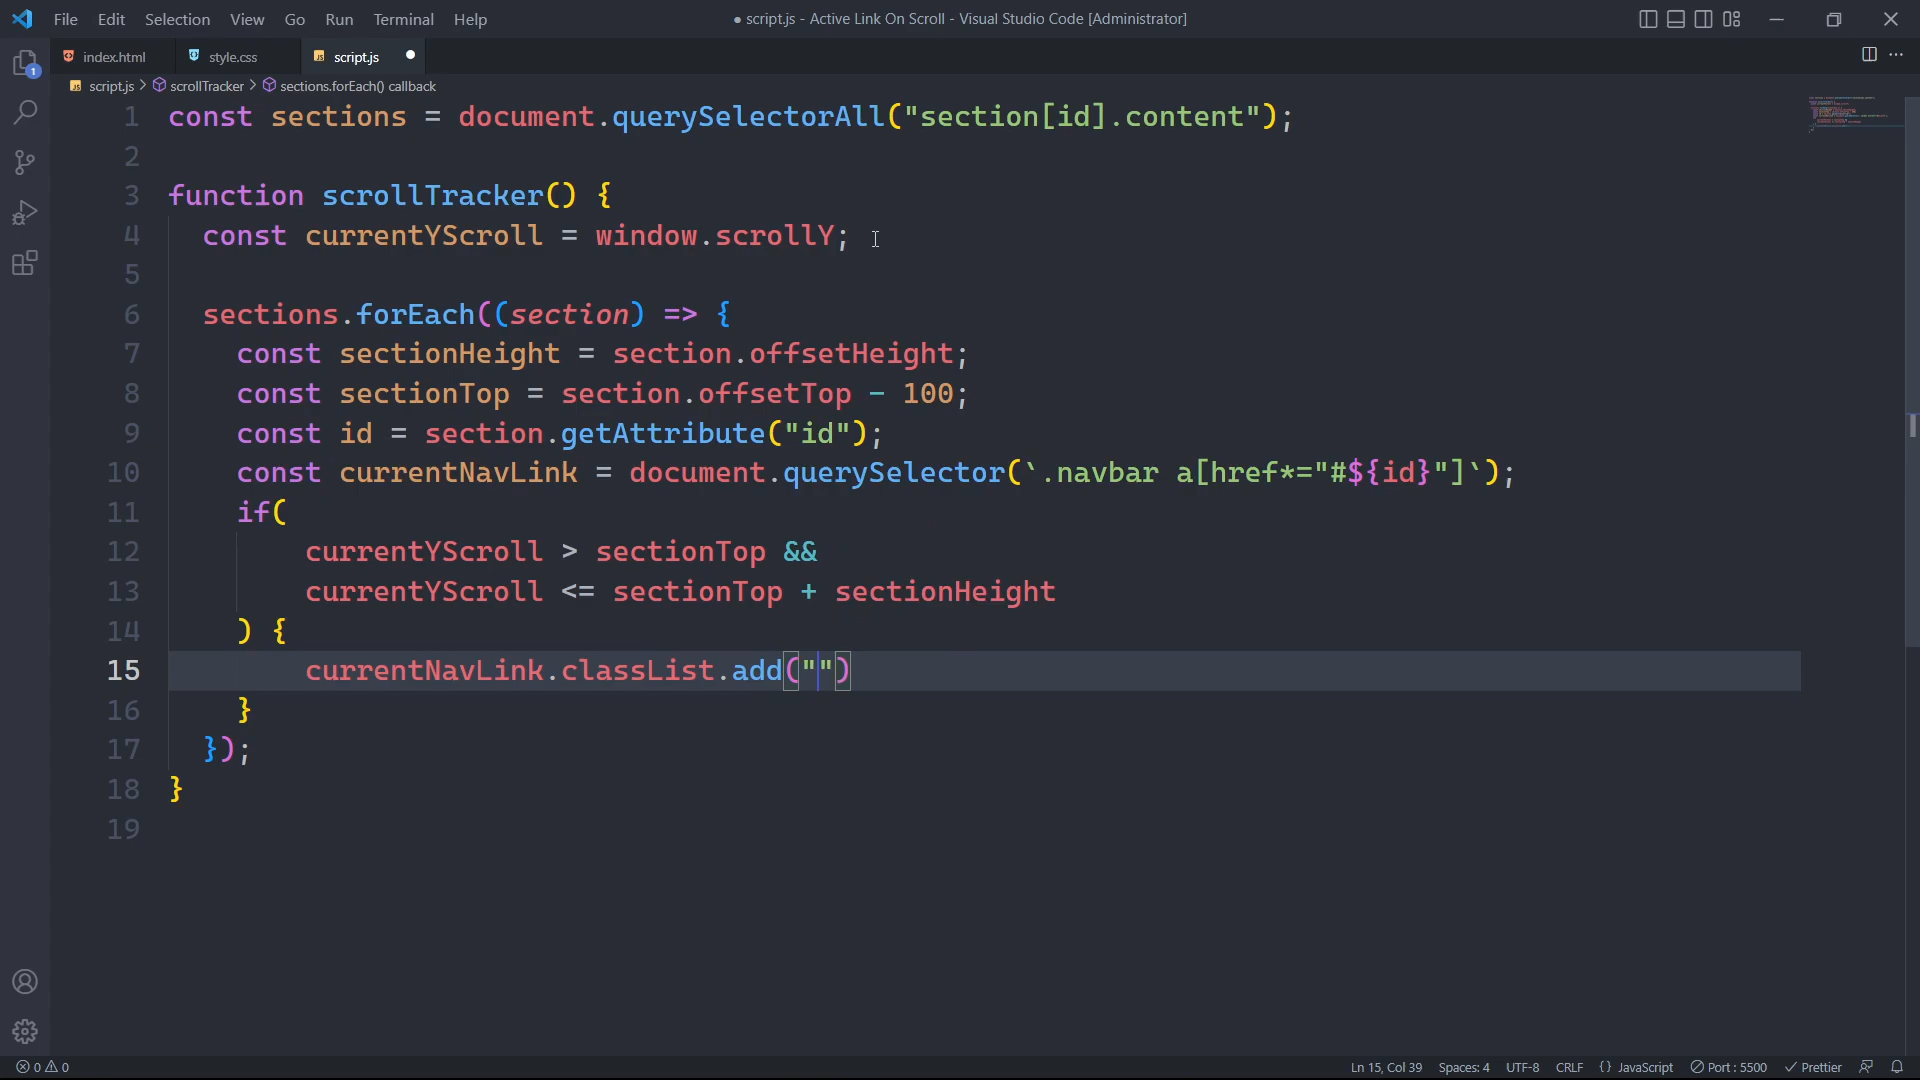 File Edit Selection View Go Run Terminal Help
● script.js - Active Link On Scroll - Visual Studio Code [Administrator]
index.html style.css script.js ●
script.js > scrollTracker > sections.forEach() callback
1 const sections = document.querySelectorAll("section[id].content");
2
3 function scrollTracker() {
4 const currentYScroll = window.scrollY;
5
6 sections.forEach((section) => {
7 const sectionHeight = section.offsetHeight;
8 const sectionTop = section.offsetTop - 100;
9 const id = section.getAttribute("id");
10 const currentNavLink = document.querySelector(`.navbar a[href*="#${id}"]`);
11 if(
12 currentYScroll > sectionTop &&
13 currentYScroll <= sectionTop + sectionHeight
14 ) {
15 currentNavLink.classList.add("")
16 }
17 });
18 }
19
1
0 0
Ln 15, Col 39 Spaces: 4 UTF-8 CRLF {} JavaScript Port : 5500 Prettier